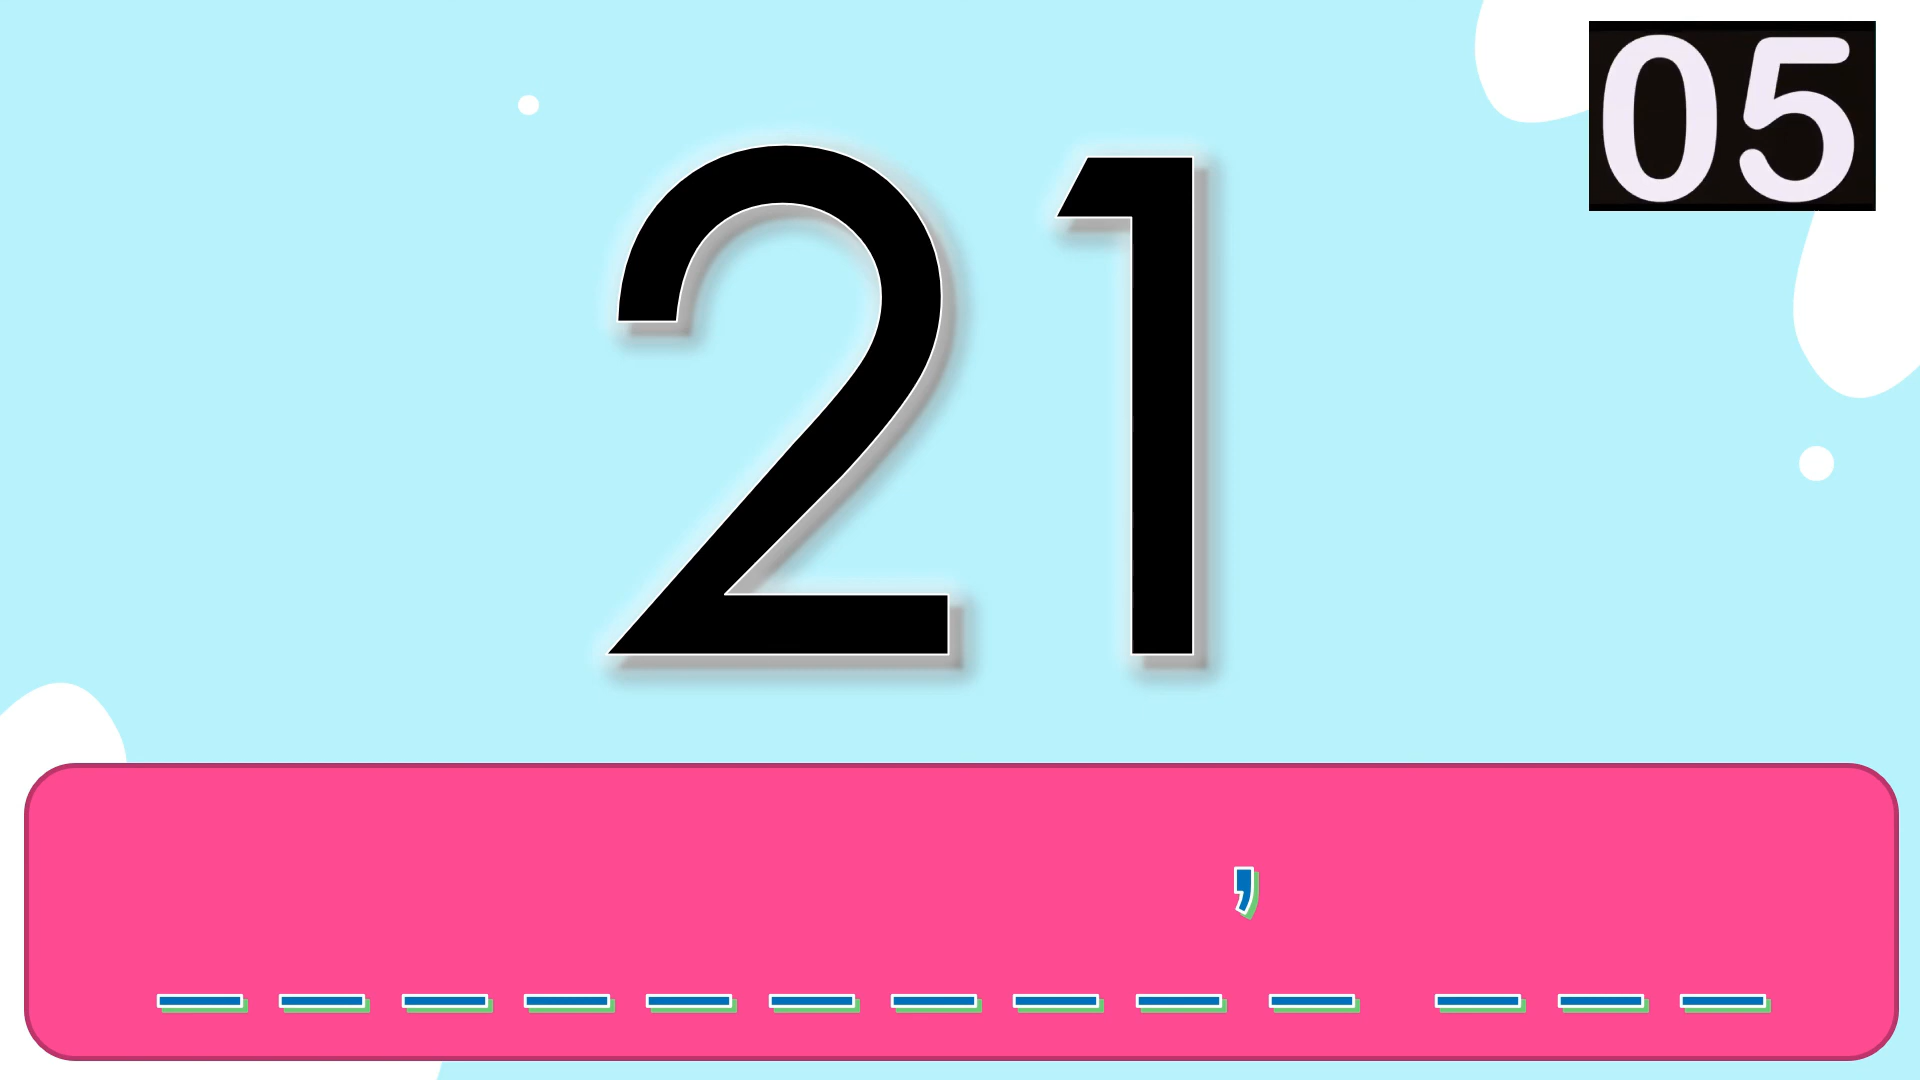 05
21
’
_ _ _ _ _ _ _ _ _ _ _ _ _